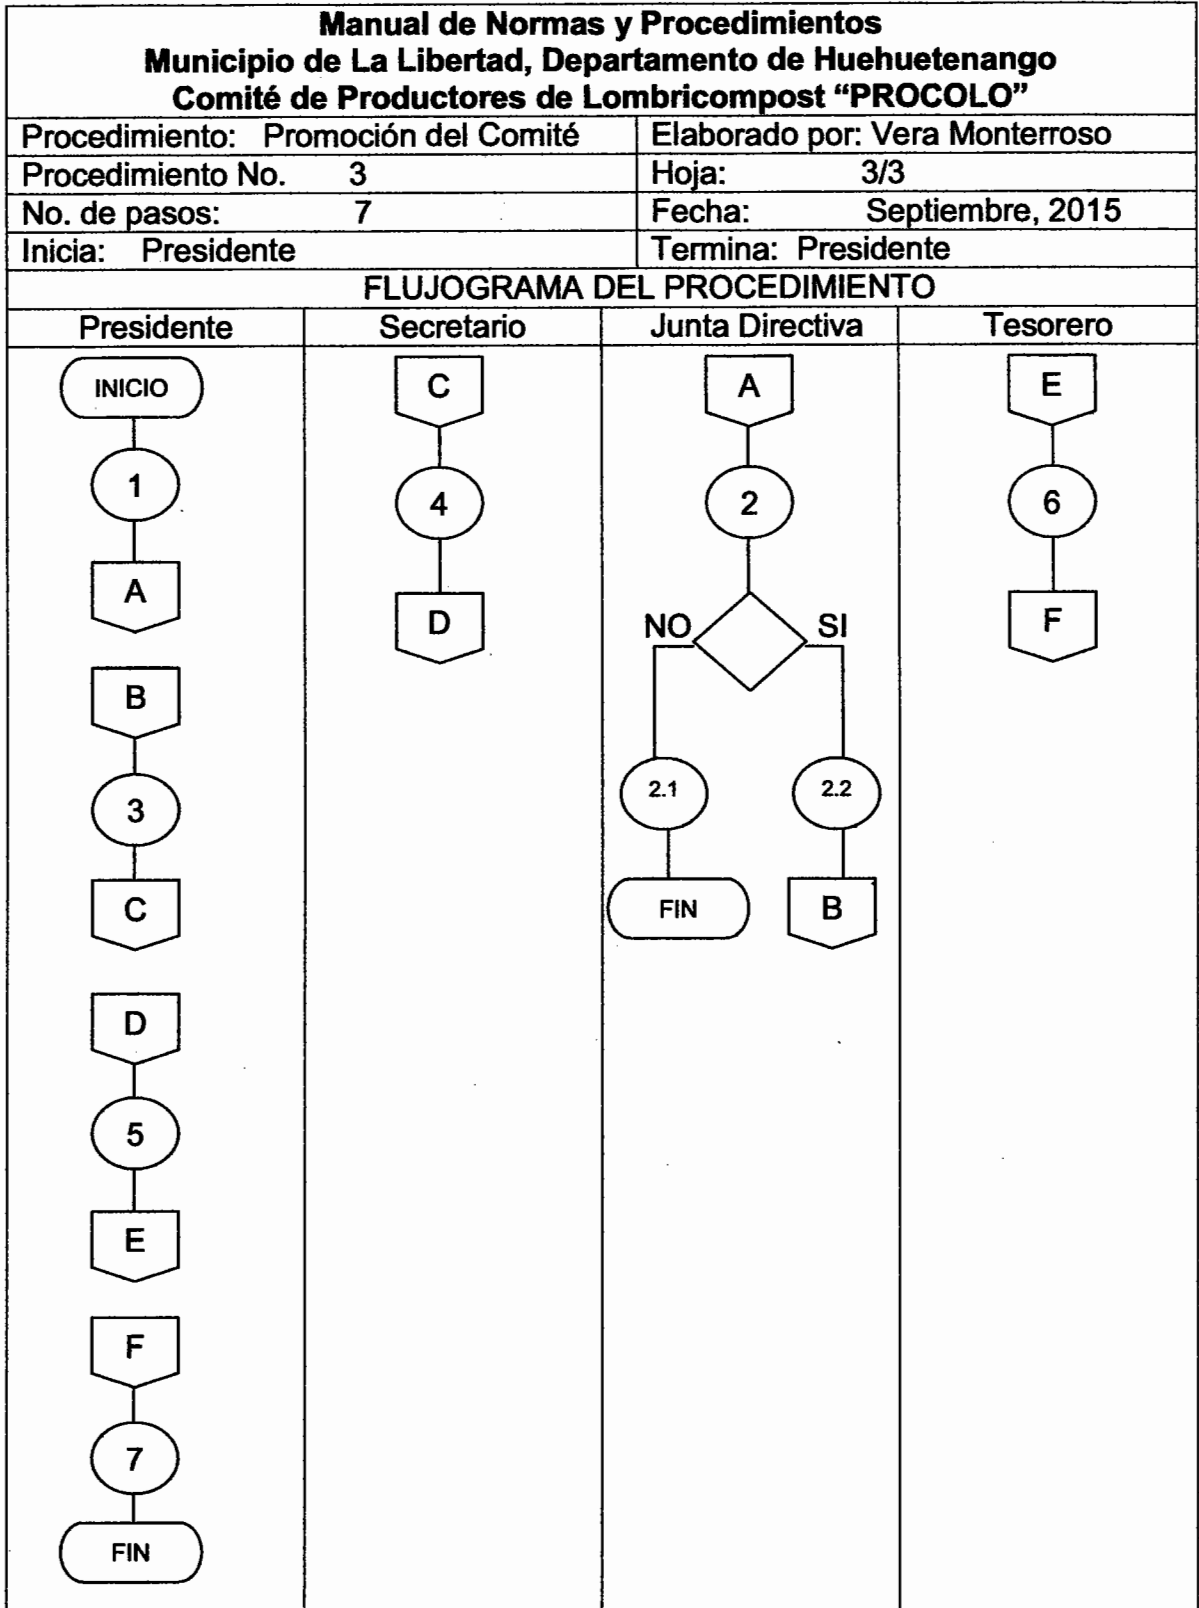 Manual de Normas y Procedimientos
Municipio de La Libertad, Departamento de Huehuetenango
Comité de Productores de Lombricompost “PROCOLO”
Procedimiento: Promoción del Comité
Elaborado por: Vera Monterroso
Procedimiento No. 3
Hoja: 3/3
No. de pasos: 7
Fecha: Septiembre, 2015
Inicia: Presidente
Termina: Presidente
FLUJOGRAMA DEL PROCEDIMIENTO
Presidente
INICIO
1
A
B
3
C
D
5
E
F
7
FIN
Secretario
C
4
D
Junta Directiva
A
2
NO
SI
2.1
2.2
FIN
B
Tesorero
E
6
F